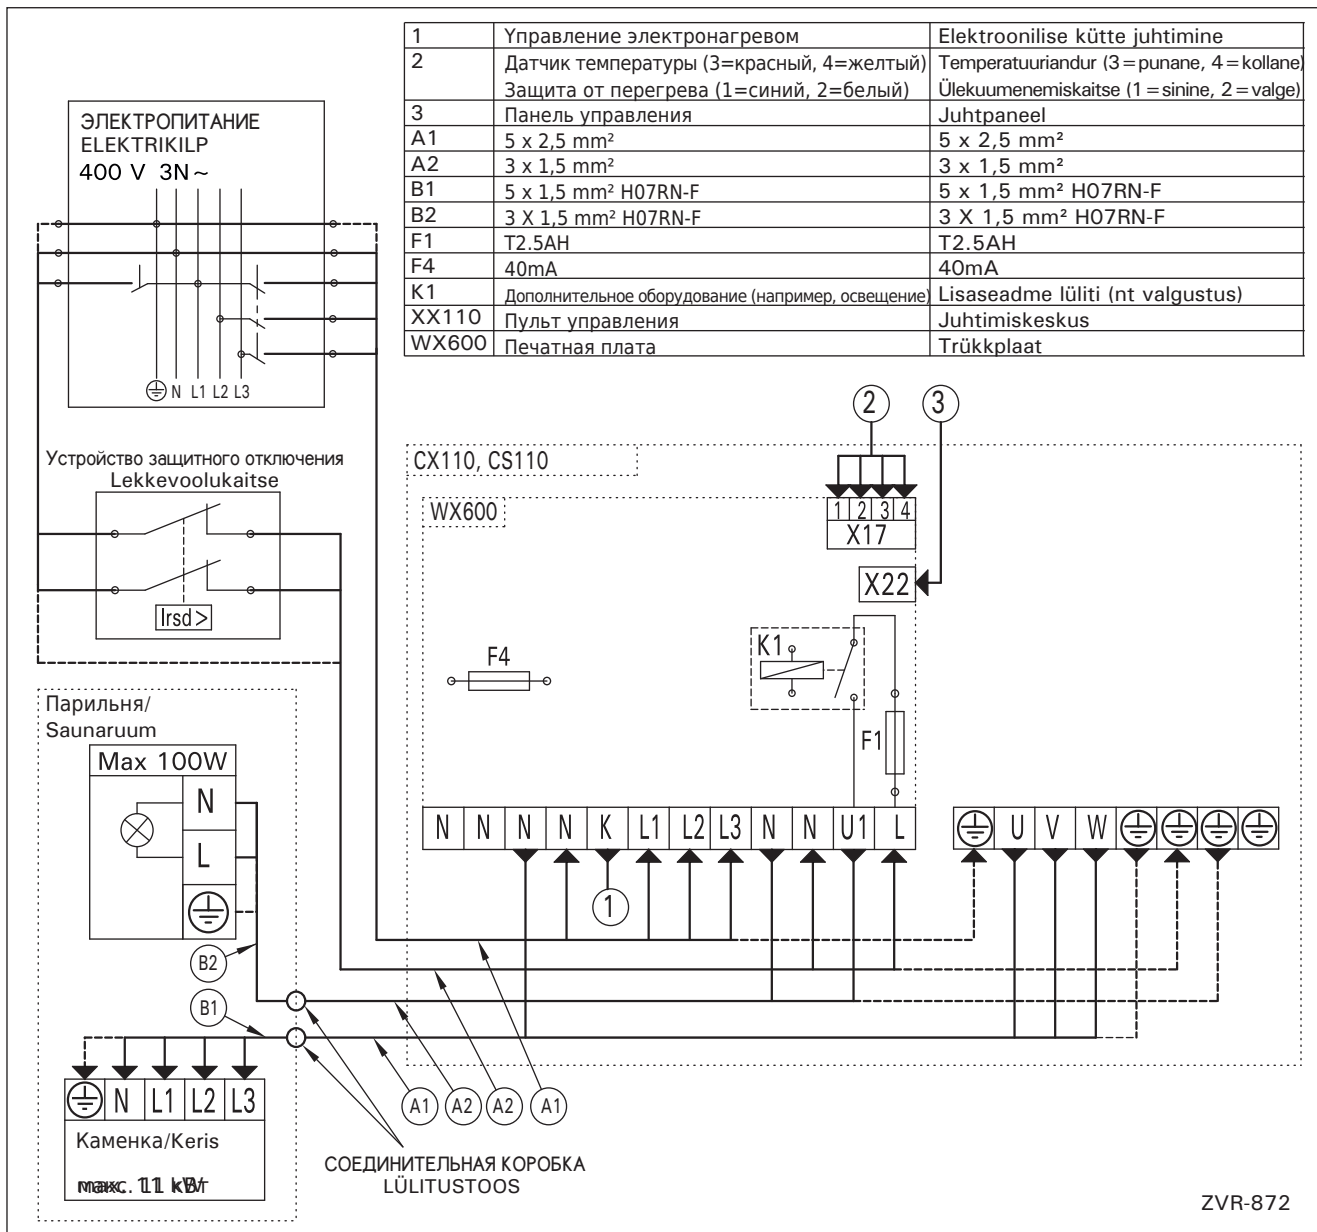 1 Управление электронагревом Elektroonilise kütte juhtimine
2 Датчик температуры (3=красный, 4=желтый) Temperatuuriandur (3=punane, 4=kollane)
Защита от перегрева (1=синий, 2=белый) Ülekuumenemiskaitse (1=sinine, 2=valge)
3 Панель управления Juhtpaneel
A1 5 x 2,5 mm² 5 x 2,5 mm²
A2 3 x 1,5 mm² 3 x 1,5 mm²
B1 5 x 1,5 mm² H07RN-F 5 x 1,5 mm² H07RN-F
B2 3 X 1,5 mm² H07RN-F 3 X 1,5 mm² H07RN-F
F1 T2.5AH T2.5AH
F4 40mA 40mA
K1 Дополнительное оборудование (например, освещение) Lisaseadme lüliti (nt valgustus)
XX110 Пульт управления Juhtimiskeskus
WX600 Печатная плата Trükkplaat
ЭЛЕКТРОПИТАНИЕ
ELEKTRIKILP
400 V 3N~
N L1 L2 L3
Устройство защитного отключения
Lekkevoolukaitse
Irsd>
2 3
CX110, CS110
WX600
1 2 3 4
X17
X22
K1
F4
F1
Парильня/
Saunaruum
Max 100W
N
L
N N N N K L1 L2 L3 N N U1 L
U V W
1
B2
B1
N L1 L2 L3
Каменка/Keris
A1 A2 A2 A1
СОЕДИНИТЕЛЬНАЯ КОРОБКА
LÜLITUSTOOS
ZVR-872